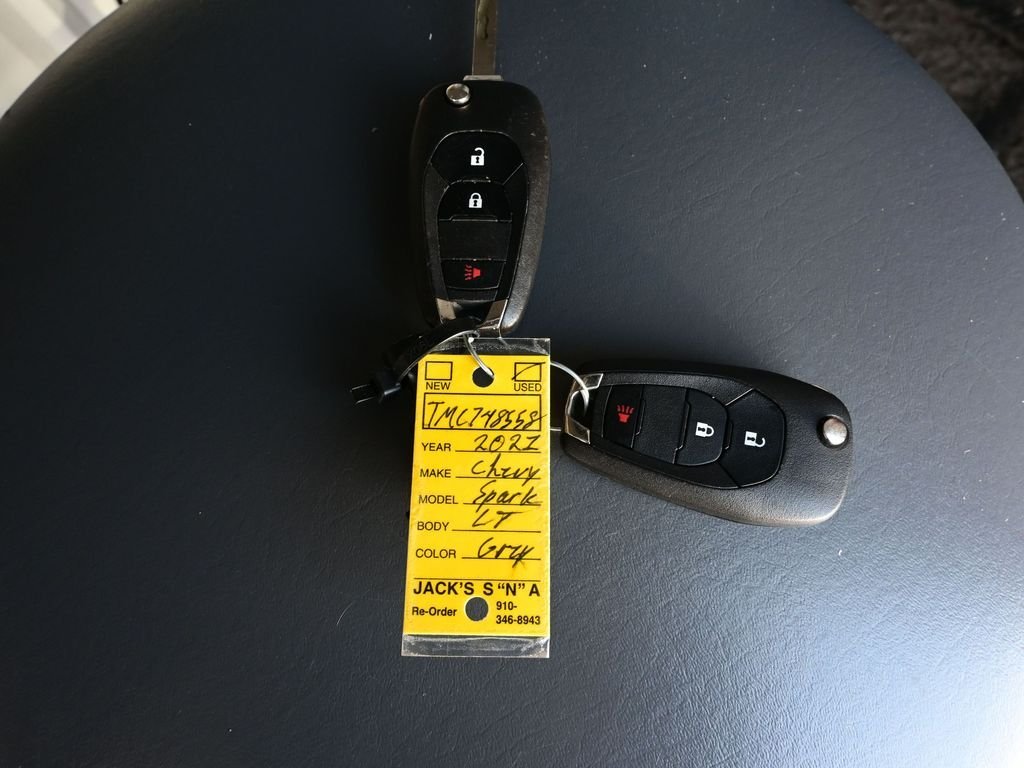 NEW USED
TMC748558
YEAR 2021
MAKE Chevy
MODEL Spark
BODY LT
COLOR Grey
JACK'S S "N" A
Re-Order 910-
346-8943